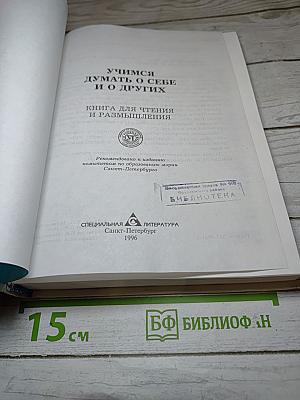 УЧИМСЯ
ДУМАТЬ О СЕБЕ
И О ДРУГИХ
КНИГА ДЛЯ ЧТЕНИЯ
И РАЗМЫШЛЕНИЯ
Рекомендовано к изданию
комитетом по образованию мэрии
Санкт-Петербурга
БИБЛИОТЕКА
СПЕЦИАЛЬНАЯ ЛИТЕРАТУРА
Санкт-Петербург
1996
15 см
БФ БИБЛИОФ Н